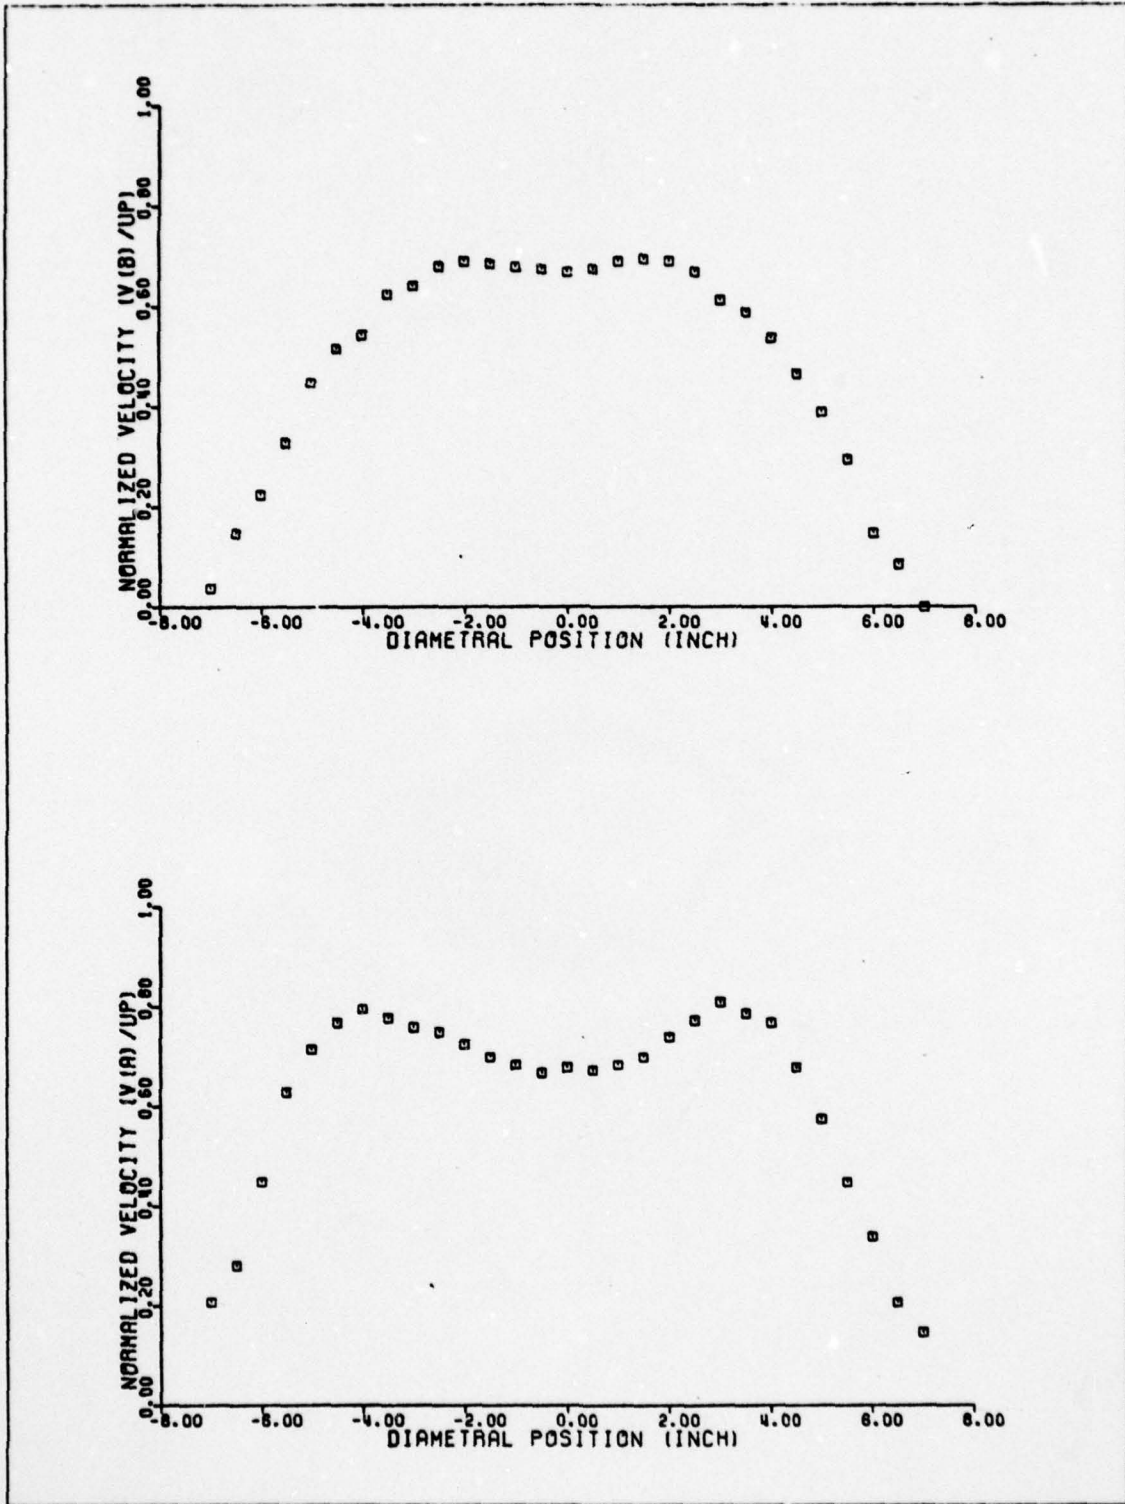 NORMALIZED VELOCITY (V(B)/UP)
1.00
0.80
0.60
0.40
0.20
0.00
-8.00 -6.00 -4.00 -2.00 0.00 2.00 4.00 6.00 8.00
DIAMETRAL POSITION (INCH)
NORMALIZED VELOCITY (V(A)/UP)
1.00
0.80
0.60
0.40
0.20
0.00
-8.00 -6.00 -4.00 -2.00 0.00 2.00 4.00 6.00 8.00
DIAMETRAL POSITION (INCH)